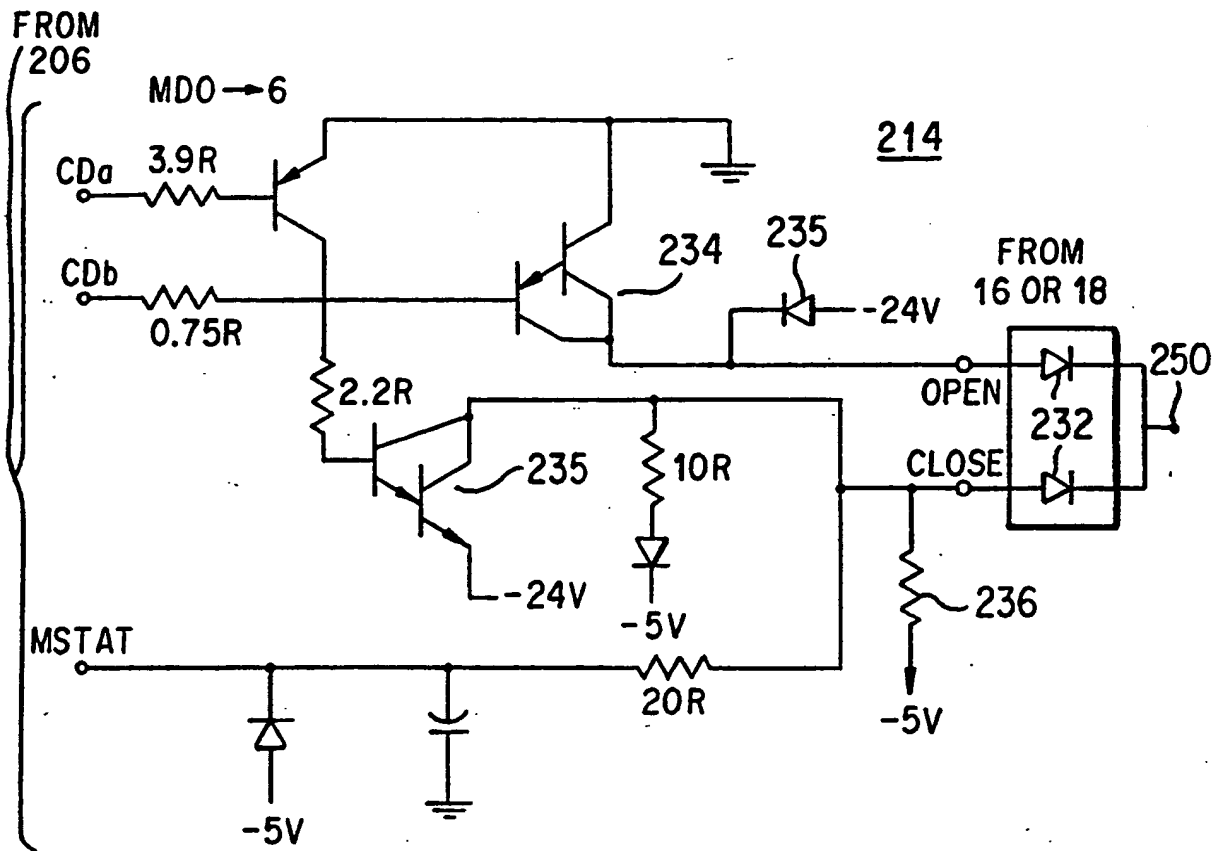 FROM
206
MDO → 6
214
CDa
3.9R
CDb
0.75R
234
235
-24V
FROM
16 OR 18
250
OPEN
232
CLOSE
2.2R
235
10R
-24V
-5V
236
-5V
MSTAT
20R
-5V